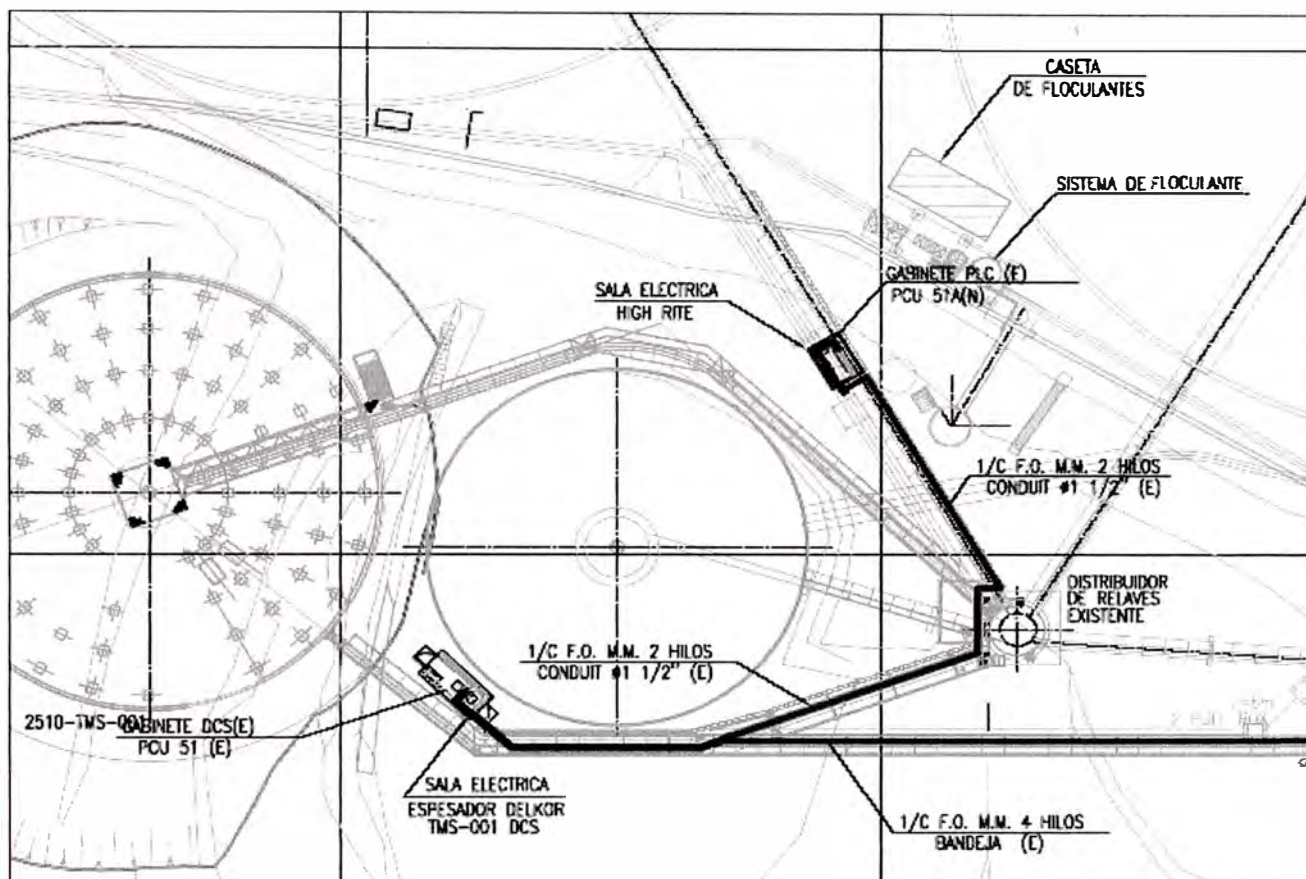 CASETA
DE FLOCULANTES
SISTEMA DE FLOCULANTE
GABINETE PLC (E)
PCU 51A(N)
SALA ELECTRICA
HIGH RITE
1/C F.O. M.M. 2 HILOS
CONDUIT ø1 1/2" (E)
DISTRIBUIDOR
DE RELAVES
EXISTENTE
1/C F.O. M.M. 2 HILOS
CONDUIT ø1 1/2" (E)
2510-TMS-001
GABINETE DCS(E)
PCU 51 (E)
SALA ELECTRICA
ESPESADOR DELKOR
TMS-001 DCS
1/C F.O. M.M. 4 HILOS
BANDEJA (E)